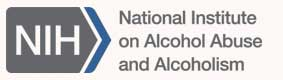 NIH
National Institute
on Alcohol Abuse
and Alcoholism